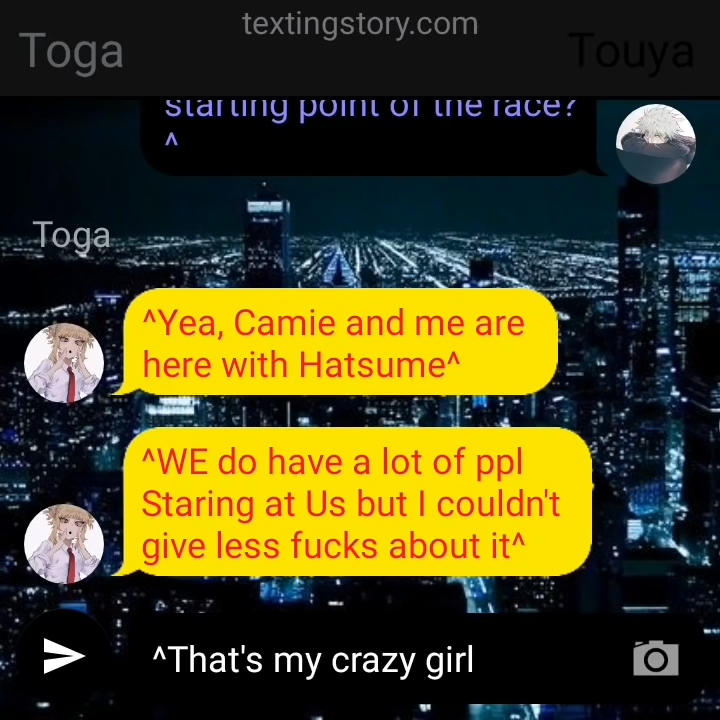 textingstory.com
Toga Touya
starting point of the race?
^
Toga
^Yea, Camie and me are
here with Hatsume^
^WE do have a lot of ppl
Staring at Us but I couldn't
give less fucks about it^
^That's my crazy girl